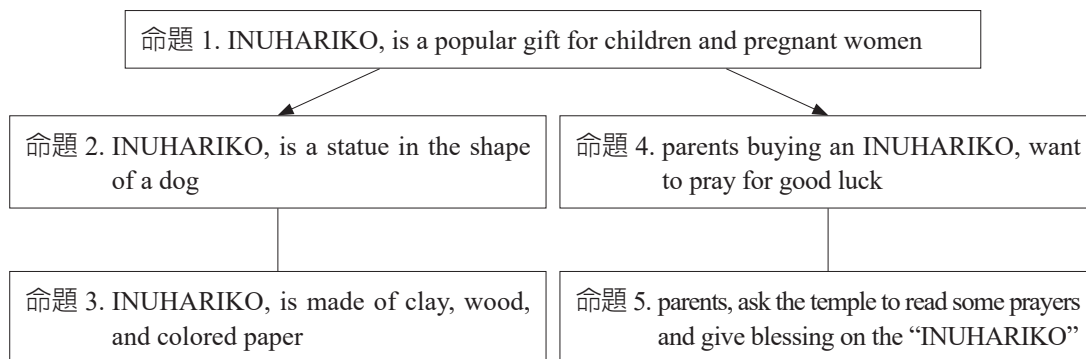 命題 1. INUHARIKO, is a popular gift for children and pregnant women
命題 2. INUHARIKO, is a statue in the shape
of a dog
命題 4. parents buying an INUHARIKO, want
to pray for good luck
命題 3. INUHARIKO, is made of clay, wood,
and colored paper
命題 5. parents, ask the temple to read some prayers
and give blessing on the “INUHARIKO”